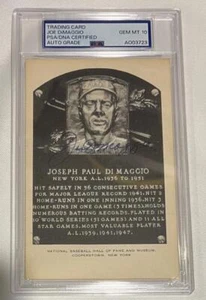 TRADING CARD
JOE DIMAGGIO
PSA/DNA CERTIFIED
AUTO GRADE
GEM MT 10
PSA
A003723
JOSEPH PAUL DI MAGGIO
NEW YORK A.L. 1936 TO 1951
HIT SAFELY IN 56 CONSECUTIVE GAMES
FOR MAJOR LEAGUE RECORD 1941. HIT 2
HOME-RUNS IN ONE INNING 1936. HIT 3
HOME-RUNS IN ONE GAME (3 TIMES). HOLDS
NUMEROUS BATTING RECORDS. PLAYED IN
10 WORLD SERIES (51 GAMES) AND 11 ALL
STAR GAMES. MOST VALUABLE PLAYER
A.L. 1939, 1941, 1947.
NATIONAL BASEBALL HALL OF FAME AND MUSEUM
COOPERSTOWN, NEW YORK